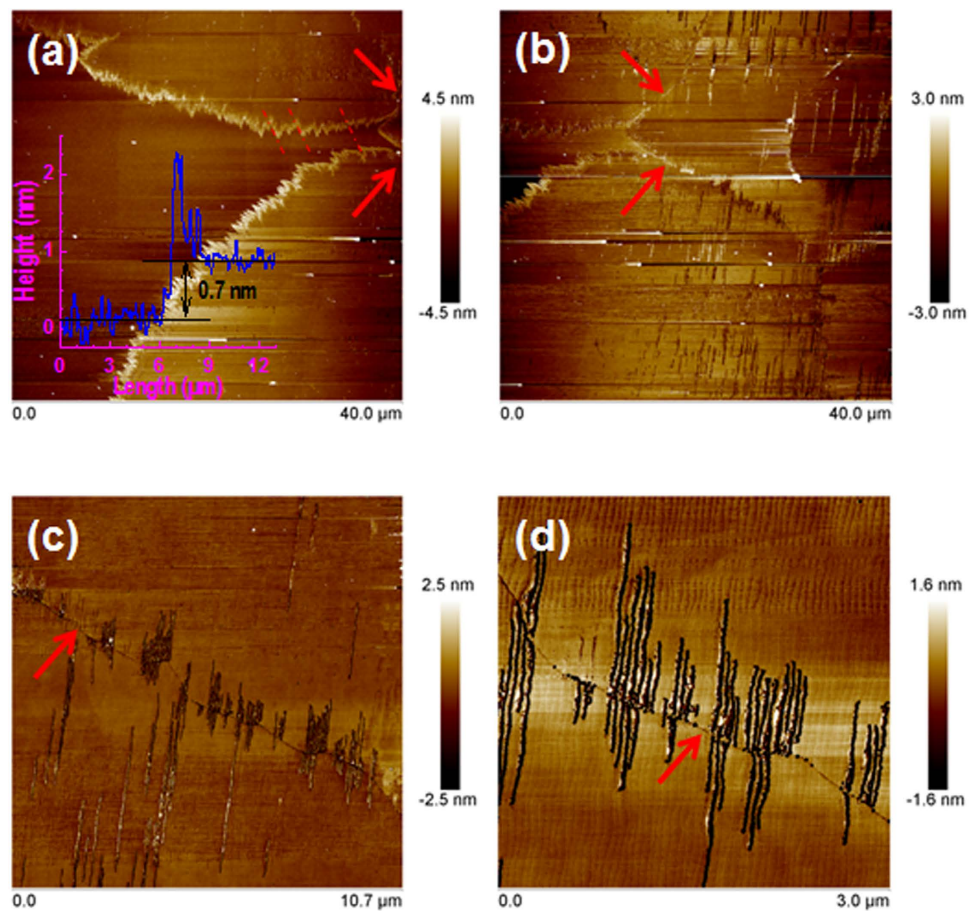 (a)
4.5 nm
-4.5 nm
Height (nm)
2
1
0
0.7 nm
0 3 6 9 12
Length (μm)
0.0 40.0 μm
(b)
3.0 nm
-3.0 nm
0.0 40.0 μm
(c)
2.5 nm
-2.5 nm
0.0 10.7 μm
(d)
1.6 nm
-1.6 nm
0.0 3.0 μm